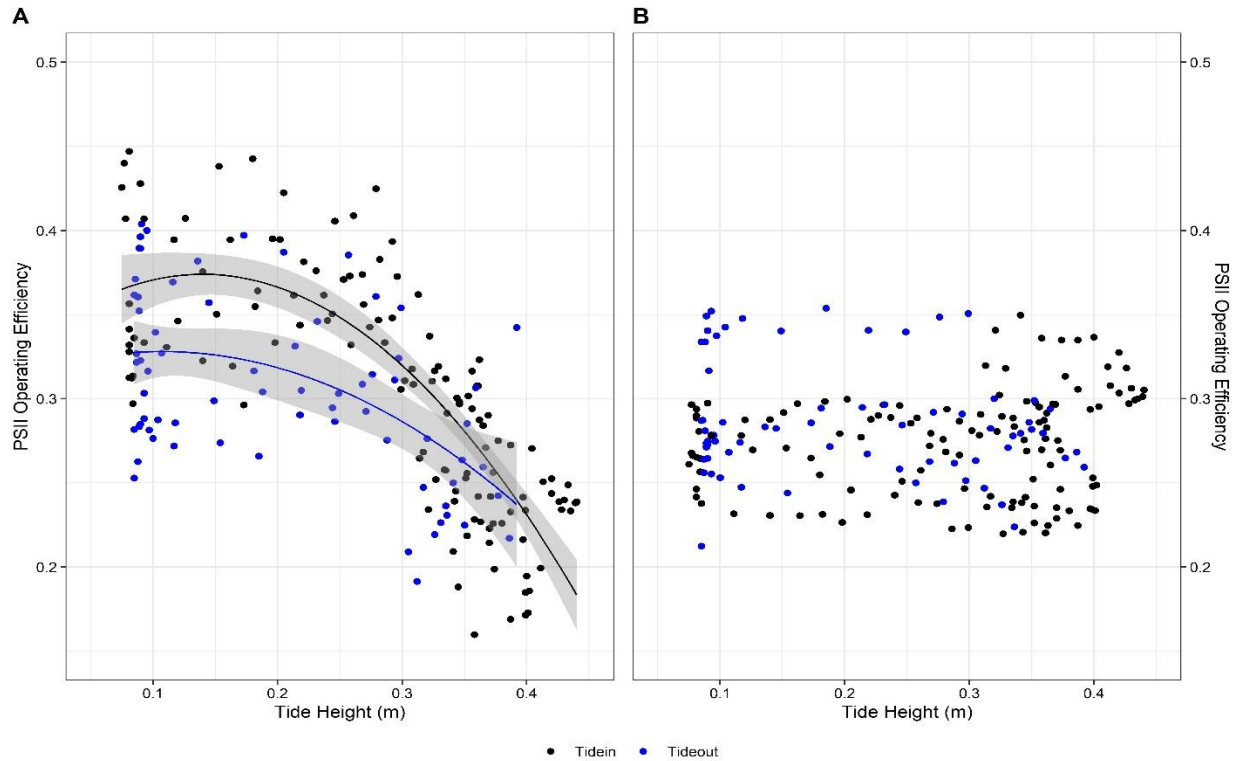 A
B
0.5
0.5
0.4
0.4
PSII Operating Efficiency
PSII Operating Efficiency
0.3
0.3
0.2
0.2
0.1 0.2 0.3 0.4
0.1 0.2 0.3 0.4
Tide Height (m)
Tide Height (m)
Tidein Tideout